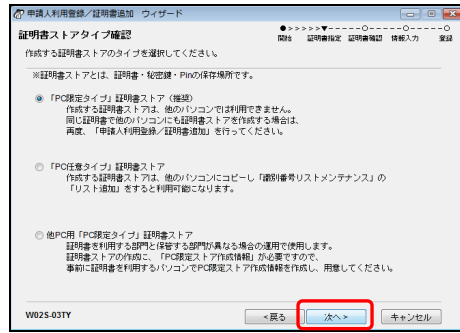 申請人利用登録／証明書追加　ウィザード
証明書ストアタイプ確認
●>>>>>▼-----○-----○-----○
開始 証明書指定 証明書確認 情報入力 登録
作成する証明書ストアのタイプを選択してください。
※証明書ストアとは、証明書・秘密鍵・Pinの保存場所です。
「PC限定タイプ」証明書ストア（推奨）
作成する証明書ストアは、他のパソコンでは利用できません。
同じ証明書で他のパソコンにも証明書ストアを作成する場合は、
再度、「申請人利用登録／証明書追加」を行ってください。
「PC任意タイプ」証明書ストア
作成する証明書ストアは、他のパソコンにコピーし「識別番号リストメンテナンス」の
「リスト追加」をすると利用可能になります。
他PC用「PC限定タイプ」証明書ストア
証明書を利用する部門と保管する部門が異なる場合の運用で使用します。
証明書ストアの作成に、「PC限定ストア作成情報」が必要ですので、
事前に証明書を利用するパソコンでPC限定ストア作成情報を作成し、用意してください。
W02S-03TY
<戻る
次へ>
キャンセル